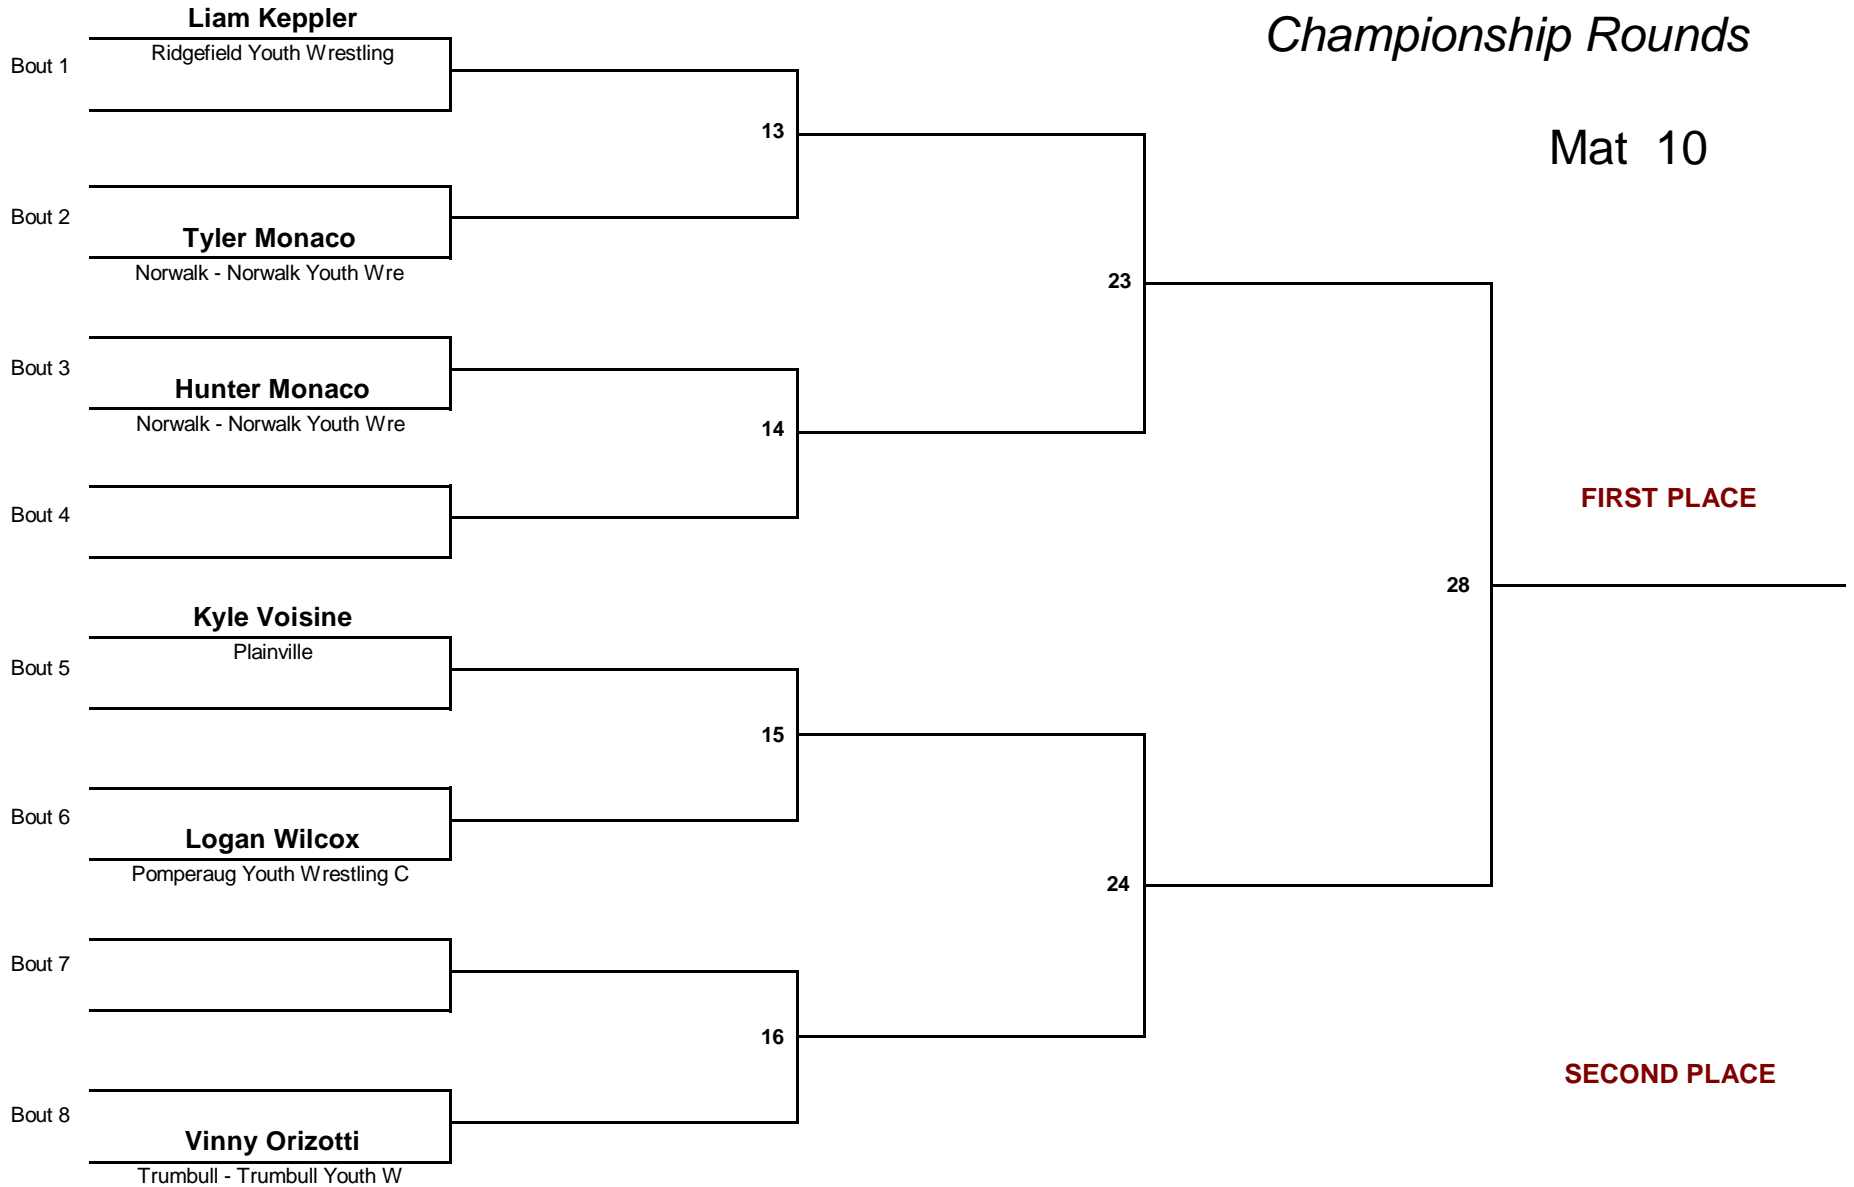 Liam Keppler
Championship Rounds
Bout 1
Ridgefield Youth Wrestling
13
Mat 10
Bout 2
Tyler Monaco
Norwalk - Norwalk Youth Wre
23
Bout 3
Hunter Monaco
Norwalk - Norwalk Youth Wre
14
FIRST PLACE
Bout 4
28
Kyle Voisine
Plainville
Bout 5
15
Bout 6
Logan Wilcox
Pomperaug Youth Wrestling C
24
Bout 7
16
SECOND PLACE
Bout 8
Vinny Orizotti
Trumbull - Trumbull Youth W